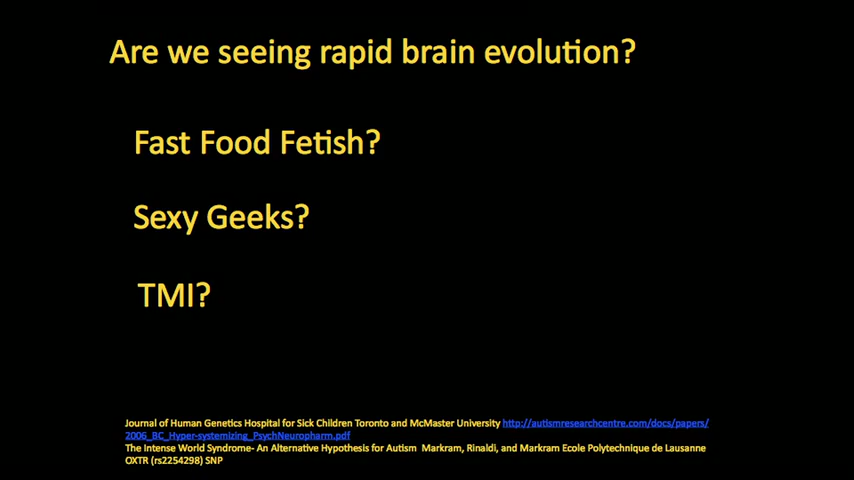 Are we seeing rapid brain evolution?
Fast Food Fetish?
Sexy Geeks?
TMI?
Journal of Human Genetics Hospital for Sick Children Toronto and McMaster University http://autismresearchcentre.com/docs/papers/
2006_BC_Hyper-systemizing_PsychNeuropharm.pdf
The Intense World Syndrome- An Alternative Hypothesis for Autism Markram, Rinaldi, and Markram Ecole Polytechnique de Lausanne
OXTR (rs2254298) SNP